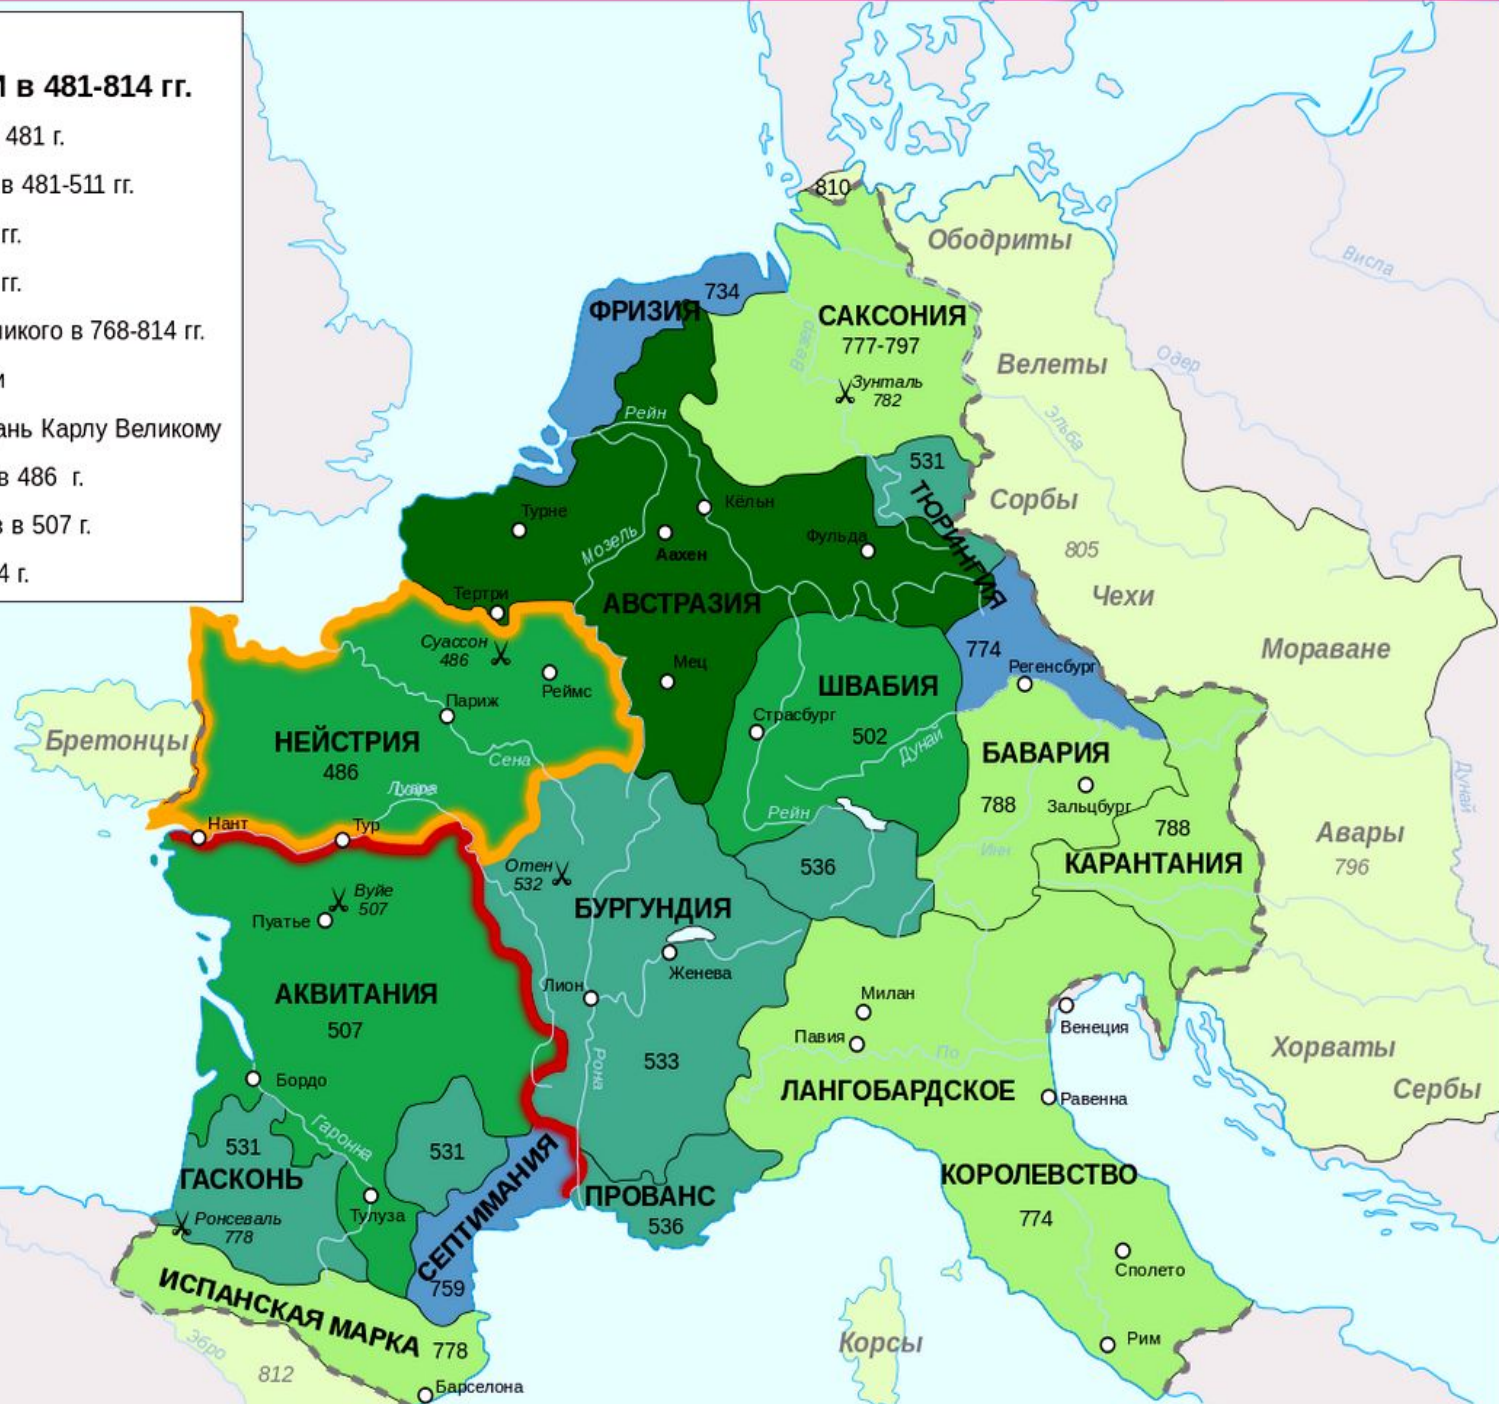 в 481-814 гг.
481 г.
в 481-511 гг.
гг.
гг.
в 768-814 гг.
Карлу Великому
в 486 г.
в 507 г.
г.
810
Ободриты
Висла
734
ФРИЗИЯ
САКСОНИЯ
777-797
Везер
Велеты
Одер
Зунталь
782
Рейн
Эльба
531
ТЮРИНГИЯ
Сорбы
805
Чехи
Мораване
Турне
Кёльн
Мозель
Аахен
Фульда
Тертри
АВСТРАЗИЯ
Суассон
486
Реймс
Мец
774
Регенсбург
ШВАБИЯ
Париж
Страсбург
502
Дунай
Бретонцы
НЕЙСТРИЯ
486
Сена
БАВАРИЯ
788
Зальцбург
Дунай
Луара
Рейн
Нант
Тур
788
КАРАНТАНИЯ
Инн
Авары
796
Отен
532
536
Вуйе
507
Пуатье
БУРГУНДИЯ
Женева
АКВИТАНИЯ
507
Лион
Милан
Павия
Венеция
Рона
533
По
Хорваты
Сербы
Бордо
ЛАНГОБАРДСКОЕ
Равенна
Гаронна
531
ГАСКОНЬ
531
СЕПТИМАНИЯ
759
ПРОВАНС
536
КОРОЛЕВСТВО
774
Ронсеваль
778
Тулуза
Сполето
ИСПАНСКАЯ МАРКА
778
Эбро
812
Барселона
Корсы
Рим